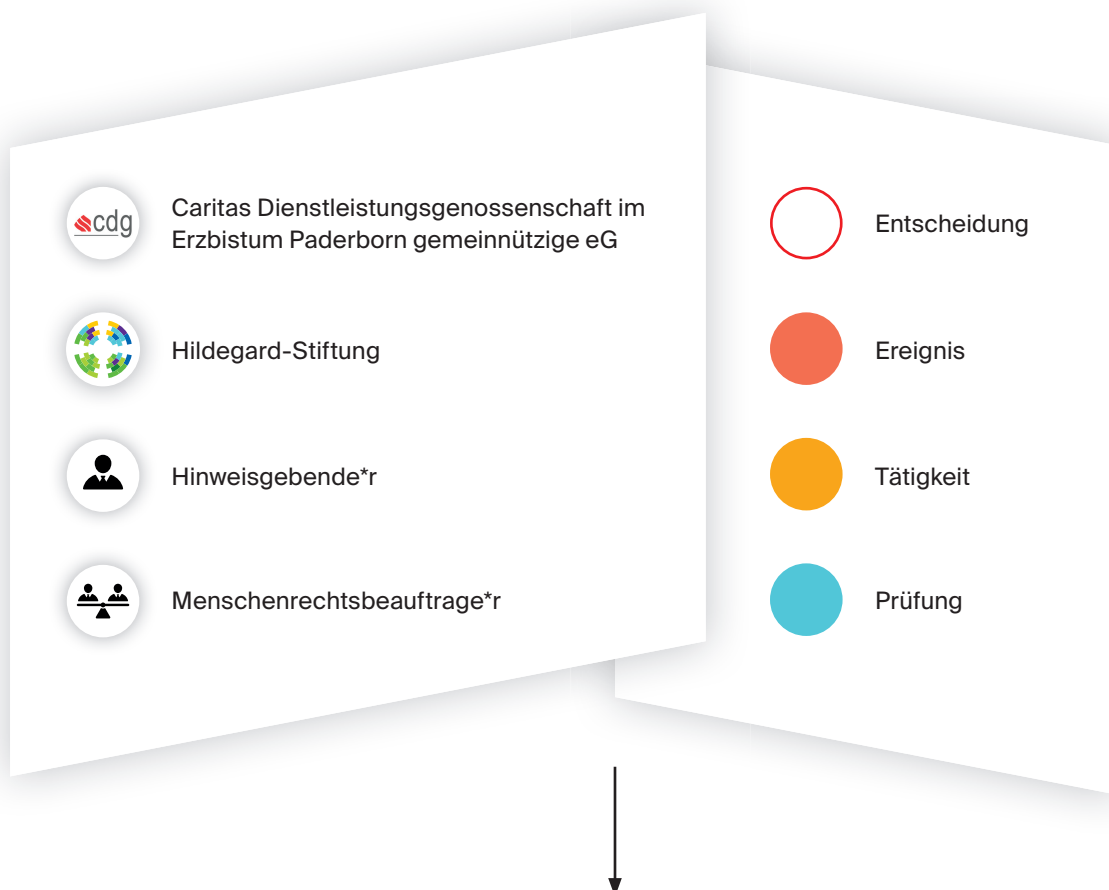 cdg
Caritas Dienstleistungsgenossenschaft im
Erzbistum Paderborn gemeinnützige eG
Hildegard-Stiftung
Hinweisgebende*r
Menschenrechtsbeauftrage*r
Entscheidung
Ereignis
Tätigkeit
Prüfung